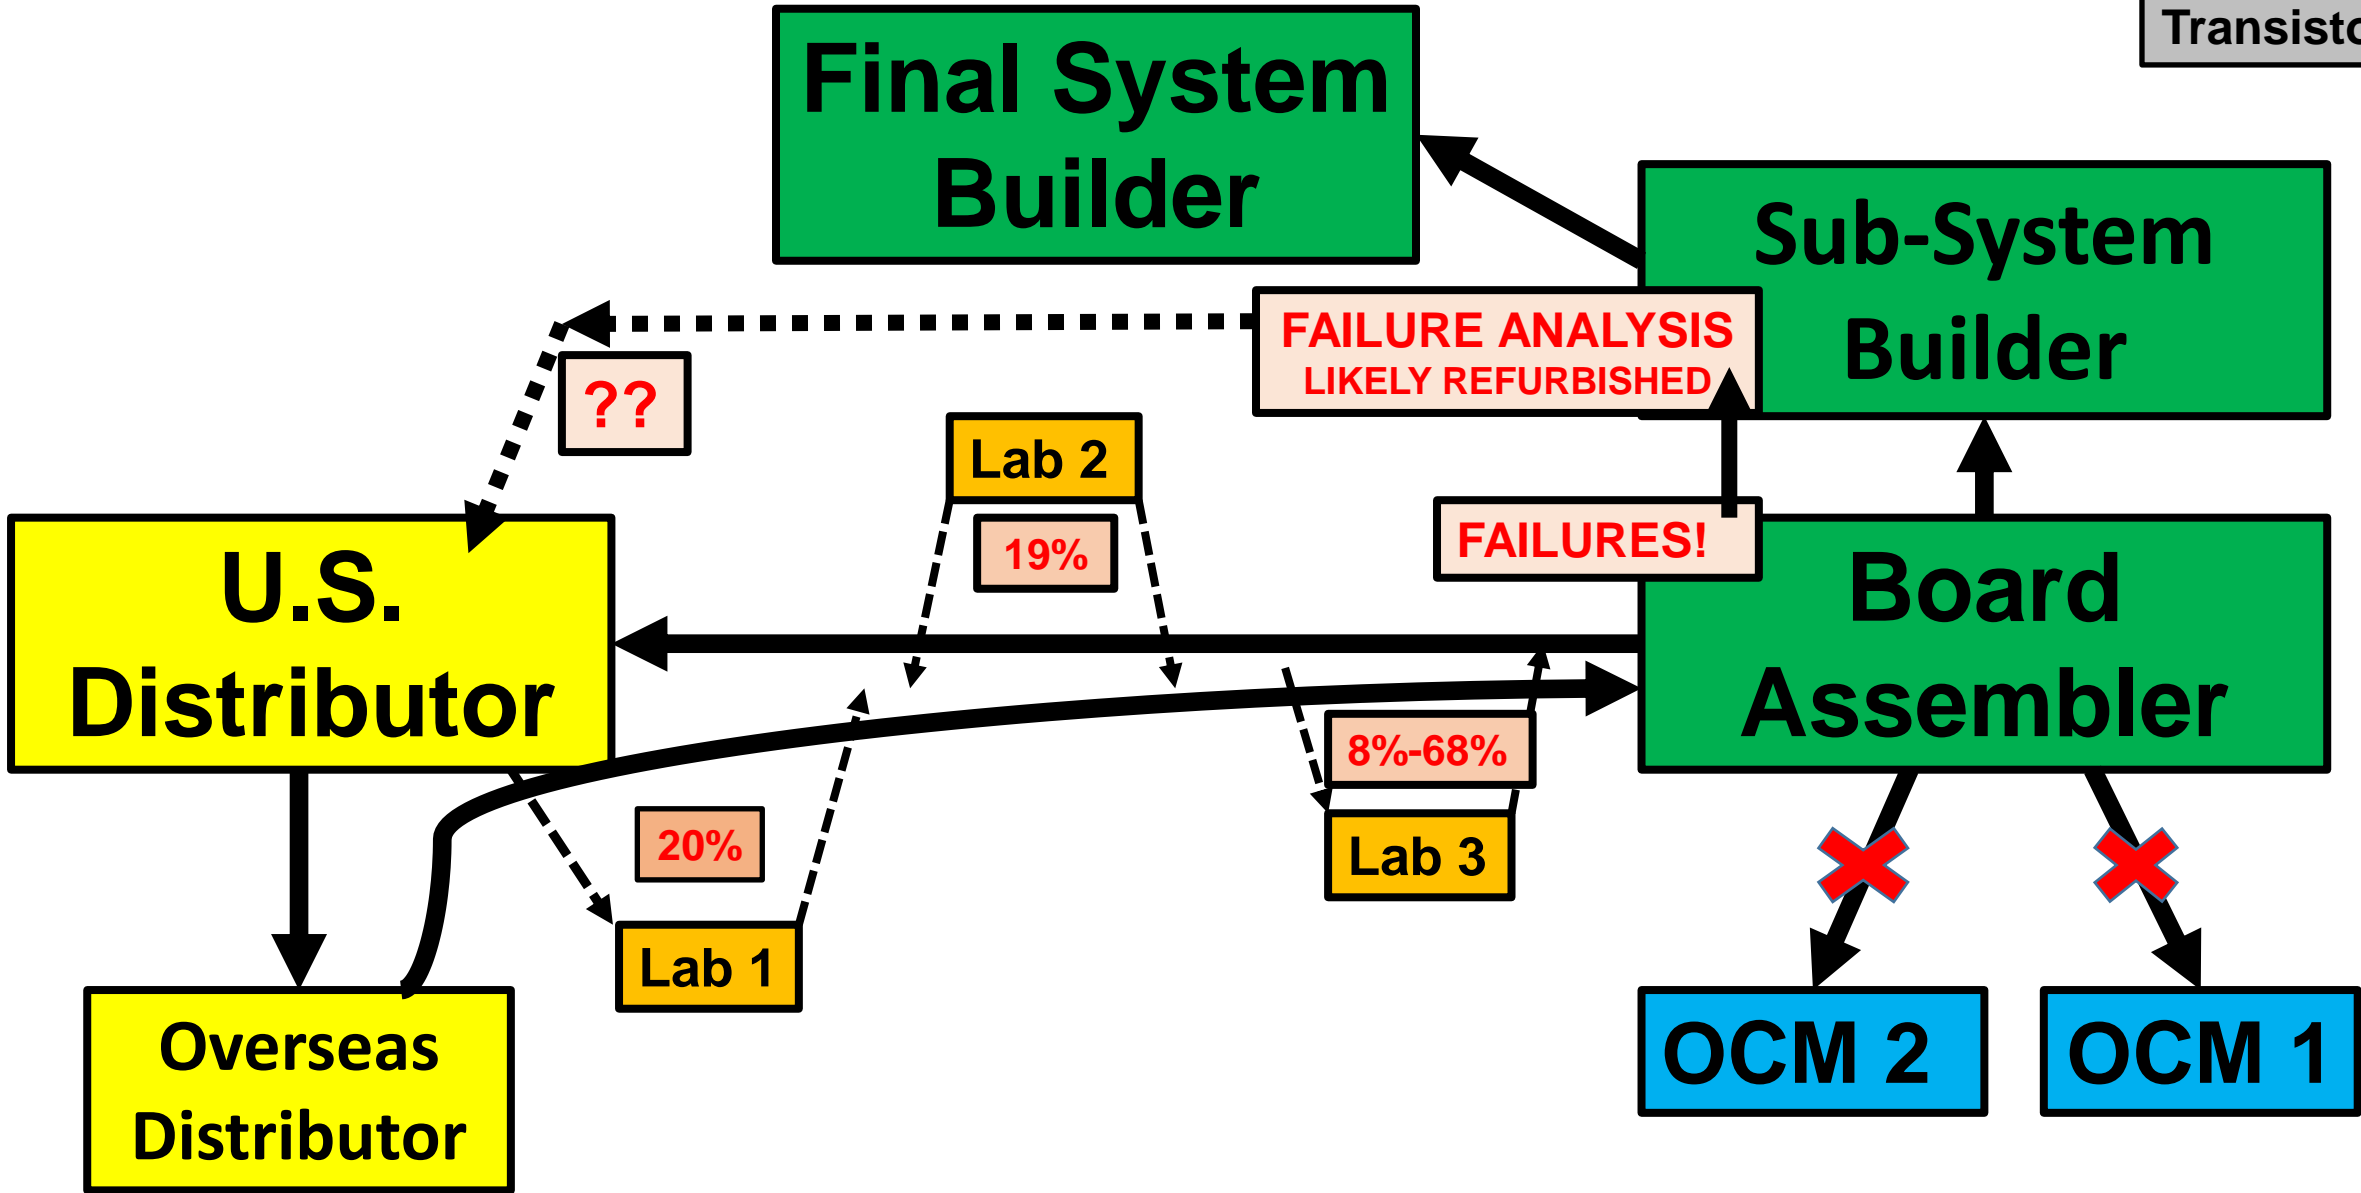 Final System
Builder
Sub-System
Builder
FAILURE ANALYSIS
LIKELY REFURBISHED
??
Lab 2
19%
FAILURES!
U.S.
Distributor
Board
Assembler
8%-68%
20%
Lab 3
Lab 1
Overseas
Distributor
OCM 2
OCM 1